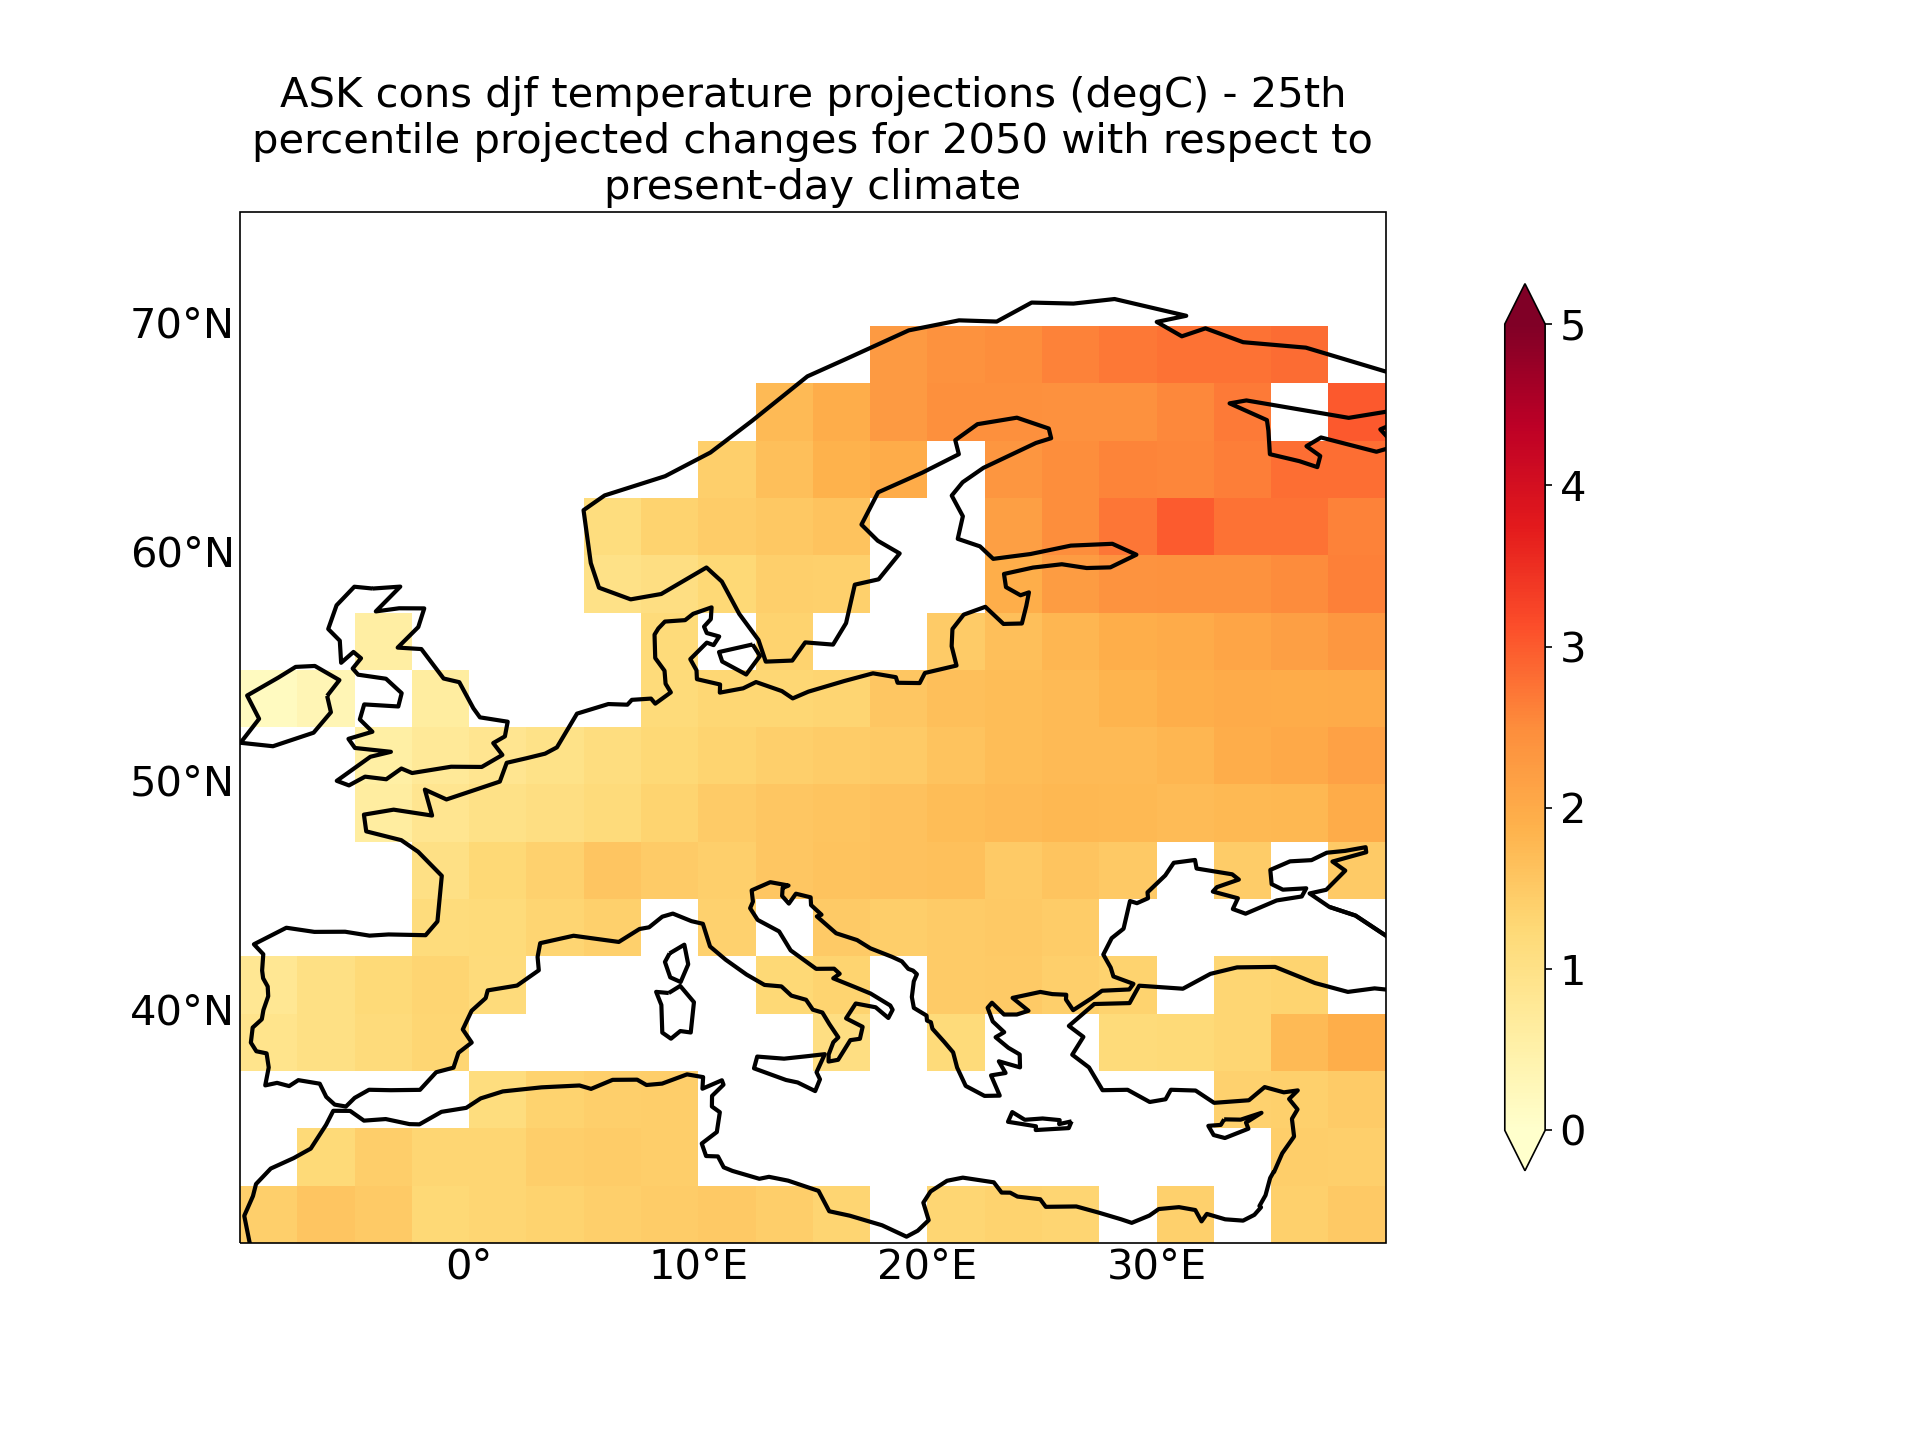 ASK cons djf temperature projections (degC) - 25th
percentile projected changes for 2050 with respect to
present-day climate
70°N
60°N
50°N
40°N
0°
10°E
20°E
30°E
5
4
3
2
1
0